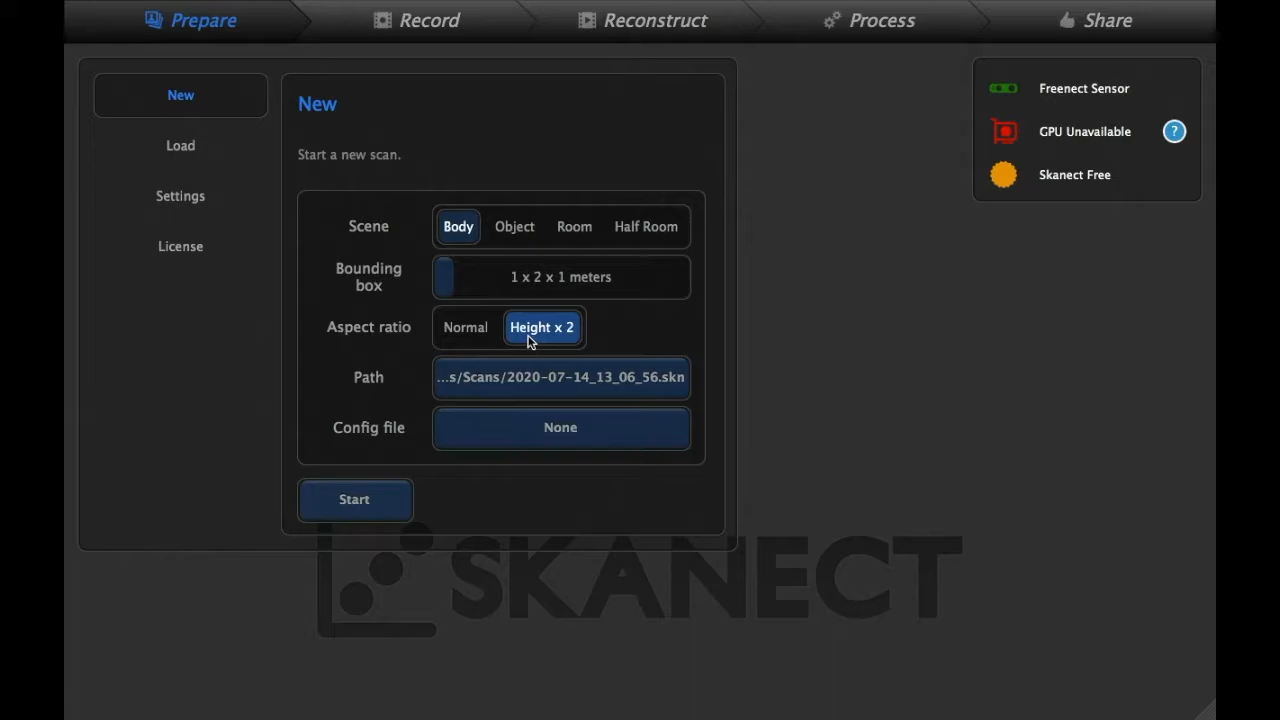 Prepare
Record
Reconstruct
Process
Share
New
Load
Settings
License
New
Start a new scan.
Scene
Body
Object
Room
Half Room
Bounding
box
1 x 2 x 1 meters
Aspect ratio
Normal
Height x 2
Path
...s/Scans/2020-07-14_13_06_56.skn
Config file
None
Start
Freenect Sensor
GPU Unavailable
?
Skanect Free
SKANECT